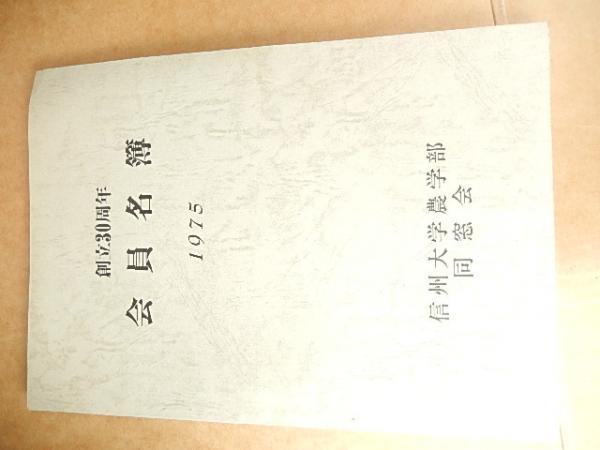 創立30周年
会員名簿
1975
信州大学農学部
同窓会